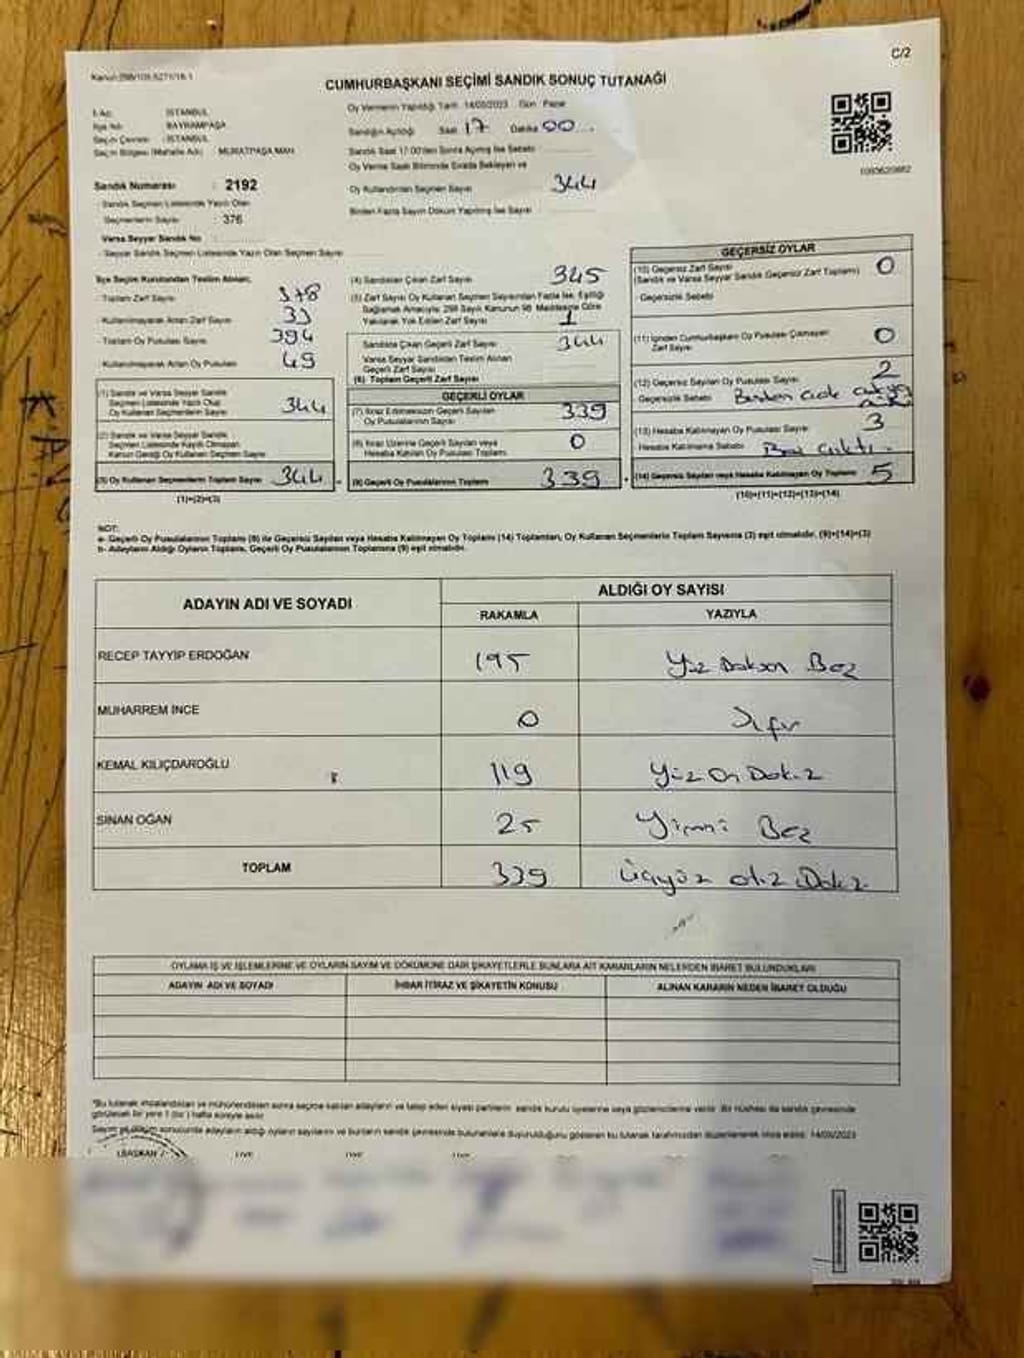 Kanun:298/105.5271/16.1
C/2
CUMHURBAŞKANI SEÇİMİ SANDIK SONUÇ TUTANAĞI
İl Adı : İSTANBUL
İlçe Adı : BAYRAMPAŞA
Seçim Çevresi : İSTANBUL
Seçim Bölgesi (Mahalle Adı) : MURATPAŞA MAH.
Sandık Numarası : 2192
Sandık Seçmen Listesinde Yazılı Olan
Seçmenlerin Sayısı : 376
Varsa Seyyar Sandık No :
Seyyar Sandık Seçmen Listesinde Yazılı Olan Seçmen Sayısı
Oy Vermenin Yapıldığı Tarih : 14/05/2023 Gün : Pazar
Sandığın Açıldığı Saat 17 Dakika 00
Sandık Saat 17:00'den Sonra Açılmış İse Sebebi
Oy Verme Saati Bitiminde Sırada Bekleyen ve
Oy Kullandırılan Seçmen Sayısı 344
Birden Fazla Sayım Döküm Yapılmış İse Sayısı
İlçe Seçim Kurulundan Teslim Alınan;
Toplam Zarf Sayısı 378
Kullanılmayarak Artan Zarf Sayısı 33
Toplam Oy Pusulası Sayısı 394
Kullanılmayarak Artan Oy Pusulası 49
(1) Sandık ve Varsa Seyyar Sandık
Seçmen Listesinde Yazılı Olup
Oy Kullanan Seçmenlerin Sayısı 344
(2) Sandık ve Varsa Seyyar Sandık
Seçmen Listesinde Kayıtlı Olmayan
Kanun Gereği Oy Kullanan Seçmenlerin Sayısı
(3) Oy Kullanan Seçmenlerin Toplam Sayısı 344
(1)+(2)=(3)
(4) Sandıktan Çıkan Zarf Sayısı 345
(5) Zarf Sayısı Oy Kullanan Seçmen Sayısından Fazla İse, Eşitliği
Sağlamak Amacıyla; 298 Sayılı Kanunun 98. Maddesine Göre
Yakılarak Yok Edilen Zarf Sayısı 1
Sandıkta Çıkan Geçerli Zarf Sayısı 344
Varsa Seyyar Sandıktan Teslim Alınan
Geçerli Zarf Sayısı
(6) Toplam Geçerli Zarf Sayısı
GEÇERLİ OYLAR
(7) İtiraz Edilmeksizin Geçerli Sayılan
Oy Pusulalarının Sayısı 339
(8) İtiraz Üzerine Geçerli Sayılan veya
Hesaba Katılan Oy Pusulası Toplamı 0
(9) Geçerli Oy Pusulalarının Toplamı 339
GEÇERSİZ OYLAR
(10) Geçersiz Zarf Sayısı 0
(Sandık ve Varsa Seyyar Sandık Geçersiz Zarf Toplamı)
Geçersizlik Sebebi
(11) İçinden Cumhurbaşkanı Oy Pusulası Çıkmayan
Zarf Sayısı 0
(12) Geçersiz Sayılan Oy Pusulası Sayısı 2
Geçersizlik Sebebi Birden
(13) Hesaba Katılmayan Oy Pusulası Sayısı 3
Hesaba Katılmama Sebebi Boş Çıktı.
(14) Geçersiz Sayılan veya Hesaba Katılmayan Oy Toplamı 5
(10)+(11)+(12)+(13)=(14)
NOT:
a- Geçerli Oy Pusulalarının Toplamı (9) ile Geçersiz Sayılan veya Hesaba Katılmayan Oy Toplamı (14) Toplamları, Oy Kullanan Seçmenlerin Toplam Sayısına (3) eşit olmalıdır. (9)+(14)=(3)
b- Adayların Aldığı Oyların Toplamı, Geçerli Oy Pusulalarının Toplamına (9) eşit olmalıdır.
ADAYIN ADI VE SOYADI
ALDIĞI OY SAYISI
RAKAMLA YAZIYLA
RECEP TAYYİP ERDOĞAN 195 Yüz Doksan Beş
MUHARREM İNCE 0 Sıfır
KEMAL KILIÇDAROĞLU 119 Yüz On Dokuz
SİNAN OĞAN 25 Yirmi Beş
TOPLAM 339 Üçyüz otuz Dokuz
OYLAMA İŞ VE İŞLEMLERİNE VE OYLARIN SAYIM VE DÖKÜMÜNE DAİR ŞİKAYETLERLE BUNLARA AİT KARARLARIN NELERDEN İBARET BULUNDUKLARI
ADAYIN ADI VE SOYADI
İHBAR İTİRAZ VE ŞİKAYETİN KONUSU
ALINAN KARARIN NEDEN İBARET OLDUĞU
*Bu tutanak imzalandıktan ve mühürlendikten sonra seçime katılan adayların ve talep eden siyasi partilerin sandık kurulu üyelerine veya gözlemcilerine verilir. Bir nüshası da sandık çevresinde
görülecek bir yere 1 (bir) hafta süreyle asılır.
Sayım ve döküm sonucunda adayların aldığı oyların sayılarını ve bunların sandık çevresinde bulunanlara duyurulduğunu gösteren bu tutanak tarafımızdan düzenlenerek imza edildi. 14/05/2023
BAŞKAN